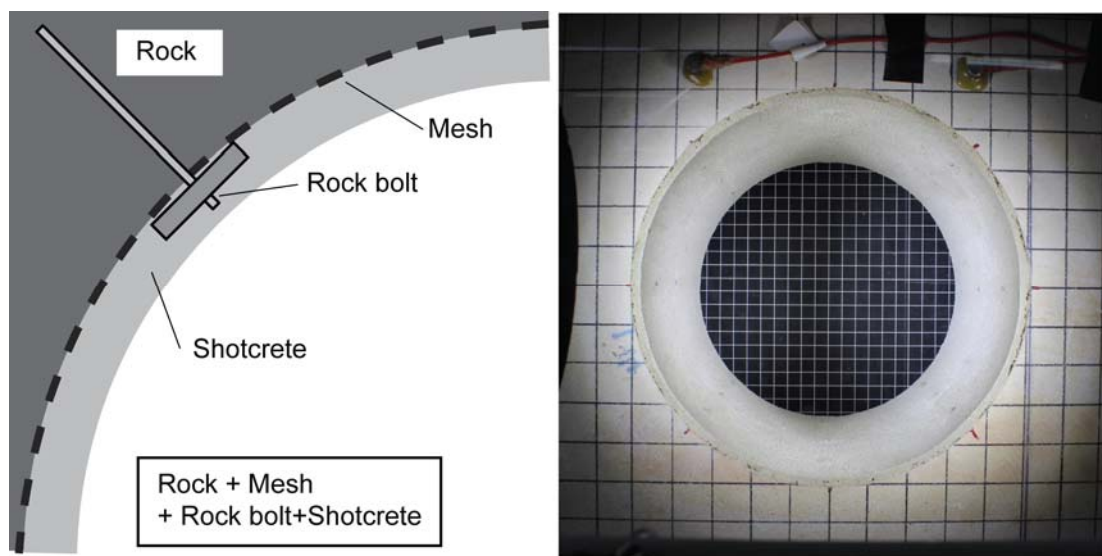 Rock
Mesh
Rock bolt
Shotcrete
Rock + Mesh
+ Rock bolt+Shotcrete